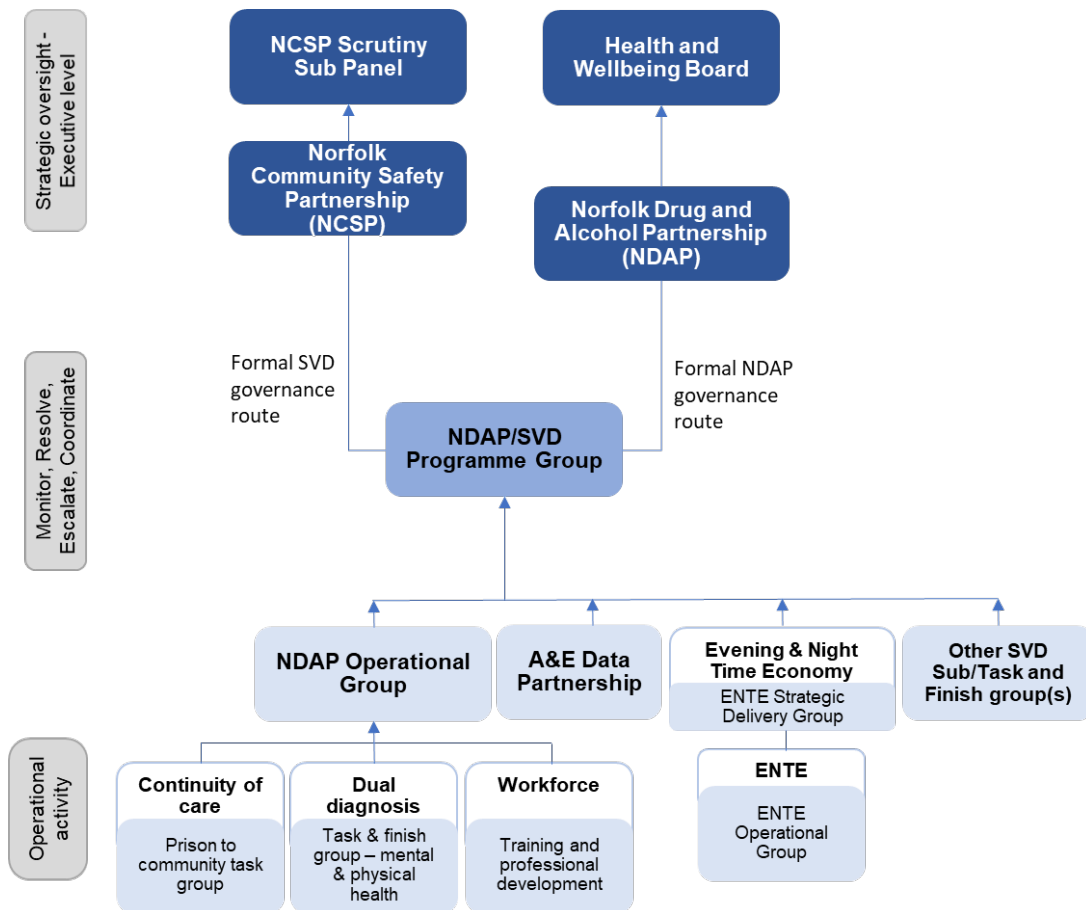 Strategic oversight -
Executive level
NCSP Scrutiny
Sub Panel
Health and
Wellbeing Board
Norfolk
Community Safety
Partnership
(NCSP)
Norfolk Drug and
Alcohol Partnership
(NDAP)
Monitor, Resolve,
Escalate, Coordinate
Formal SVD
governance
route
Formal NDAP
governance
route
NDAP/SVD
Programme Group
NDAP Operational
Group
A&E Data
Partnership
Evening & Night
Time Economy
ENTE Strategic
Delivery Group
Other SVD
Sub/Task and
Finish group(s)
Operational
activity
Continuity of
care
Prison to
community task
group
Dual
diagnosis
Task & finish
group – mental
& physical
health
Workforce
Training and
professional
development
ENTE
ENTE
Operational
Group